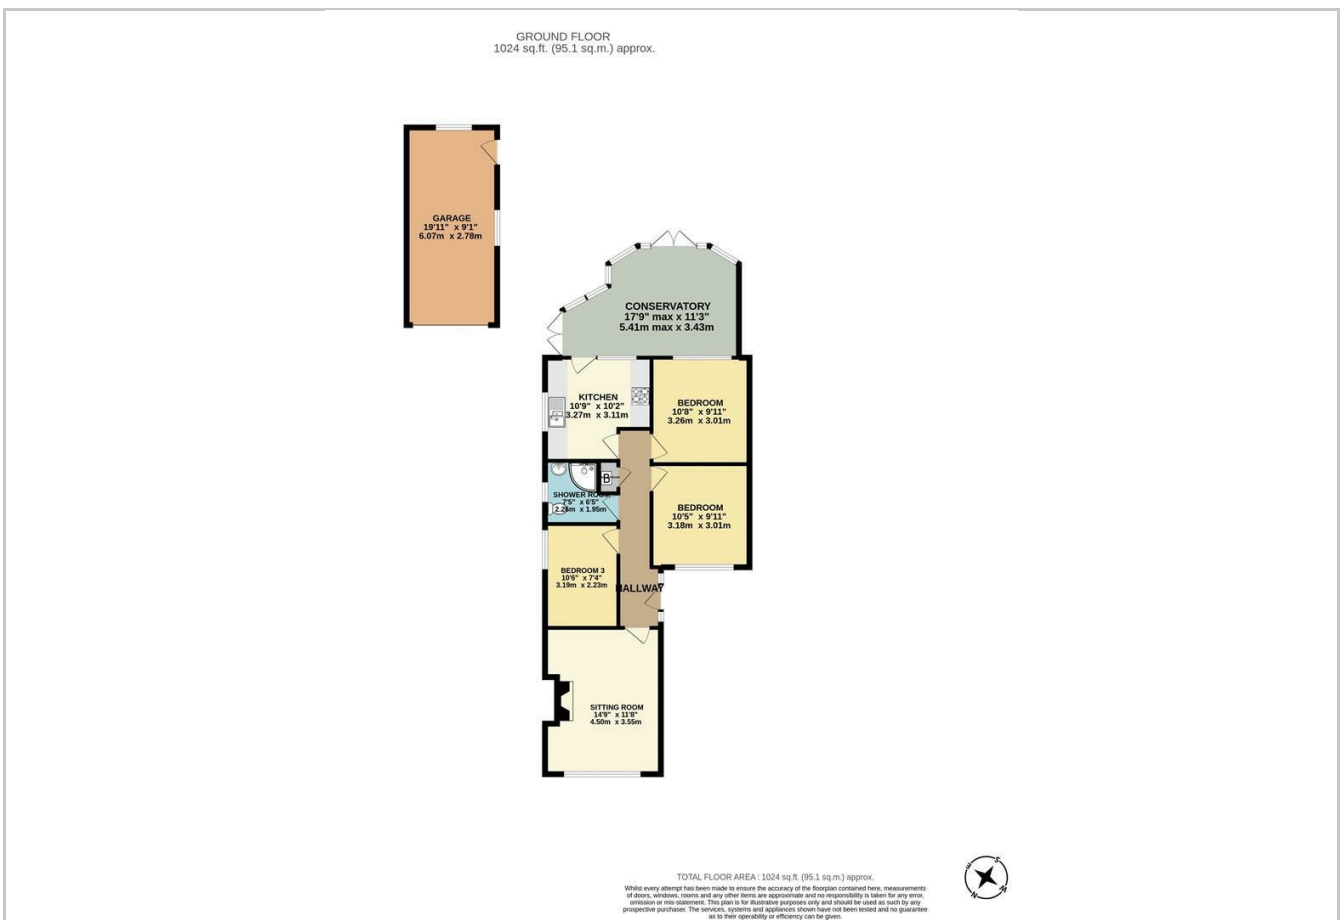 GROUND FLOOR
1024 sq.ft. (95.1 sq.m.) approx.
GARAGE
19'11" x 9'1"
6.07m x 2.78m
CONSERVATORY
17'9" max x 11'3"
5.41m max x 3.43m
KITCHEN
10'9" x 10'2"
3.27m x 3.11m
BEDROOM
10'8" x 9'11"
3.26m x 3.01m
B
SHOWER ROOM
7'5" x 6'5"
2.26m x 1.95m
BEDROOM
10'5" x 9'11"
3.18m x 3.01m
BEDROOM 3
10'6" x 7'4"
3.19m x 2.23m
HALLWAY
SITTING ROOM
14'9" x 11'8"
4.50m x 3.55m
TOTAL FLOOR AREA : 1024 sq.ft. (95.1 sq.m.) approx.
Whilst every attempt has been made to ensure the accuracy of the floorplan contained here, measurements
of doors, windows, rooms and any other items are approximate and no responsibility is taken for any error,
omission or mis-statement. This plan is for illustrative purposes only and should be used as such by any
prospective purchaser. The services, systems and appliances shown have not been tested and no guarantee
as to their operability or efficiency can be given.
E
S
N
W